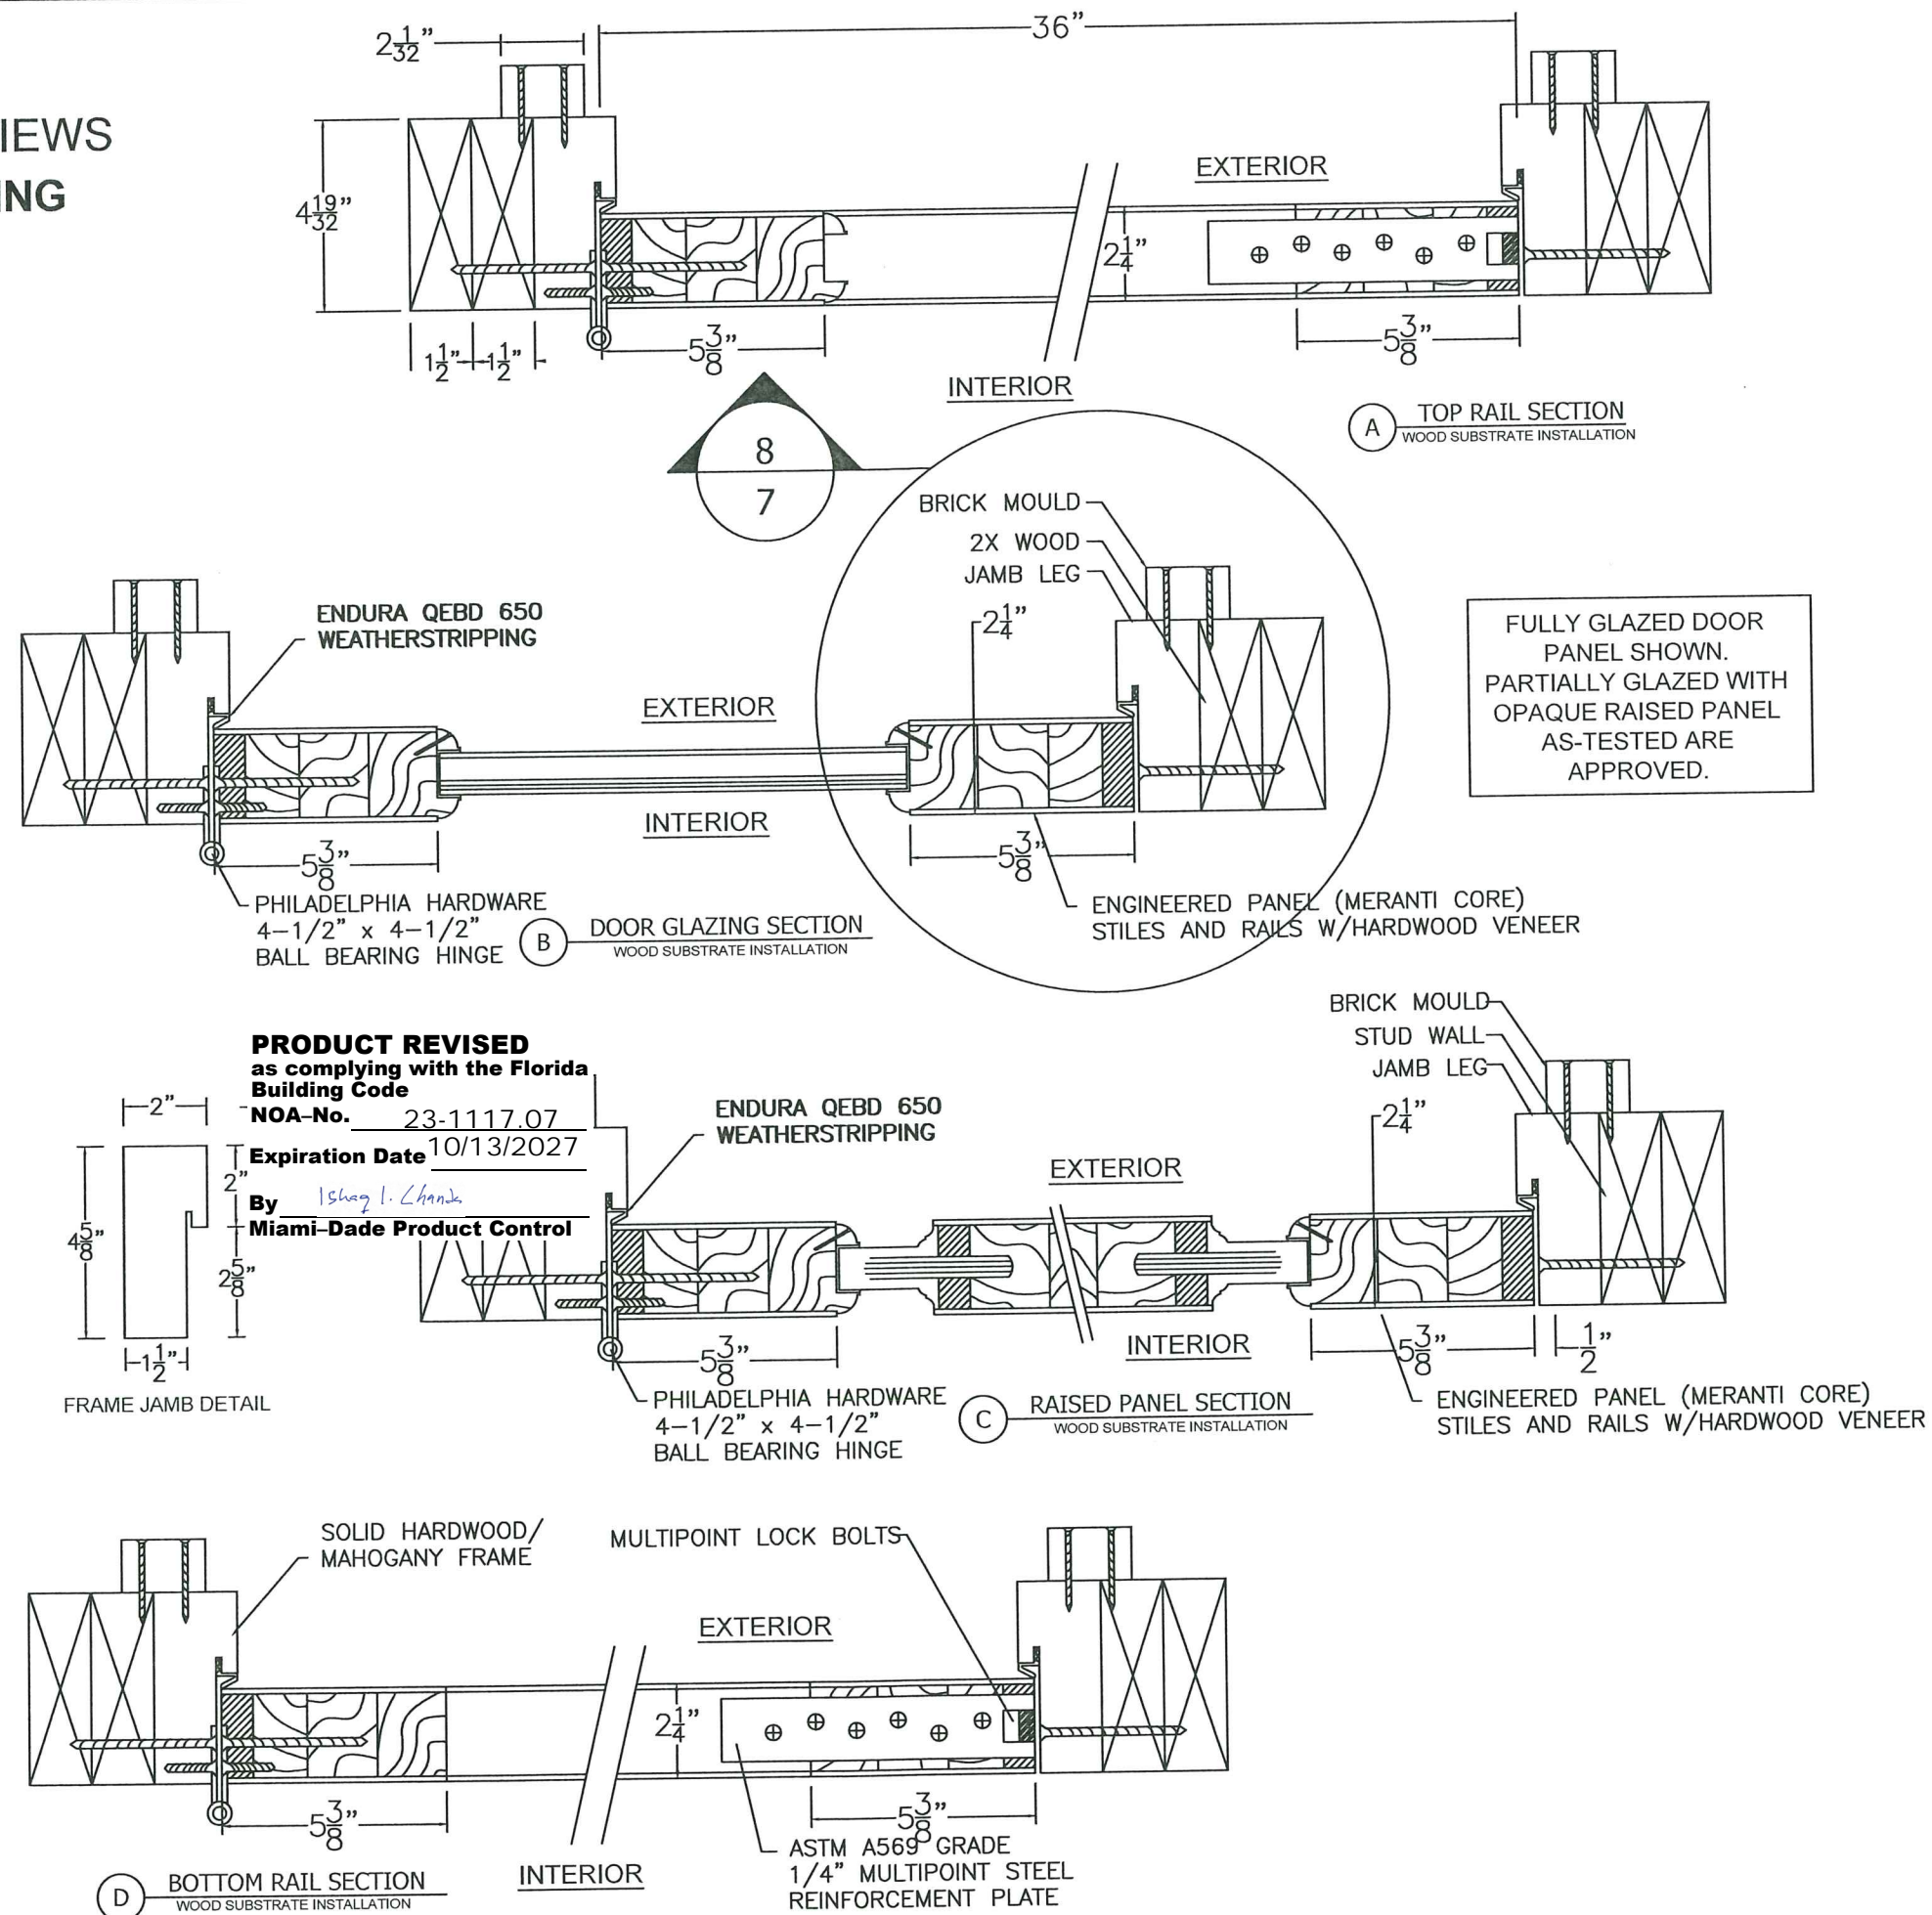 IEWS
ING
2 1/32"
36"
4 19/32"
EXTERIOR
2 1/4"
1 1/2"
1 1/2"
5 3/8"
5 3/8"
INTERIOR
A
TOP RAIL SECTION
WOOD SUBSTRATE INSTALLATION
8
7
BRICK MOULD
2X WOOD
JAMB LEG
2 1/4"
ENDURA QEBD 650
WEATHERSTRIPPING
EXTERIOR
INTERIOR
FULLY GLAZED DOOR
PANEL SHOWN.
PARTIALLY GLAZED WITH
OPAQUE RAISED PANEL
AS-TESTED ARE
APPROVED.
5 3/8"
5 3/8"
PHILADELPHIA HARDWARE
4-1/2" x 4-1/2"
BALL BEARING HINGE
B
DOOR GLAZING SECTION
WOOD SUBSTRATE INSTALLATION
ENGINEERED PANEL (MERANTI CORE)
STILES AND RAILS W/HARDWOOD VENEER
PRODUCT REVISED
as complying with the Florida
Building Code
NOA-No. 23-1117.07
Expiration Date 10/13/2027
By Ishaq I. Chanda
Miami-Dade Product Control
2"
2"
4 5/8"
2 5/8"
1 1/2"
FRAME JAMB DETAIL
ENDURA QEBD 650
WEATHERSTRIPPING
BRICK MOULD
STUD WALL
JAMB LEG
2 1/4"
EXTERIOR
INTERIOR
5 3/8"
5 3/8"
1/2"
PHILADELPHIA HARDWARE
4-1/2" x 4-1/2"
BALL BEARING HINGE
C
RAISED PANEL SECTION
WOOD SUBSTRATE INSTALLATION
ENGINEERED PANEL (MERANTI CORE)
STILES AND RAILS W/HARDWOOD VENEER
SOLID HARDWOOD/
MAHOGANY FRAME
MULTIPOINT LOCK BOLTS
EXTERIOR
2 1/4"
5 3/8"
5 3/8"
INTERIOR
ASTM A569 GRADE
1/4" MULTIPOINT STEEL
REINFORCEMENT PLATE
D
BOTTOM RAIL SECTION
WOOD SUBSTRATE INSTALLATION